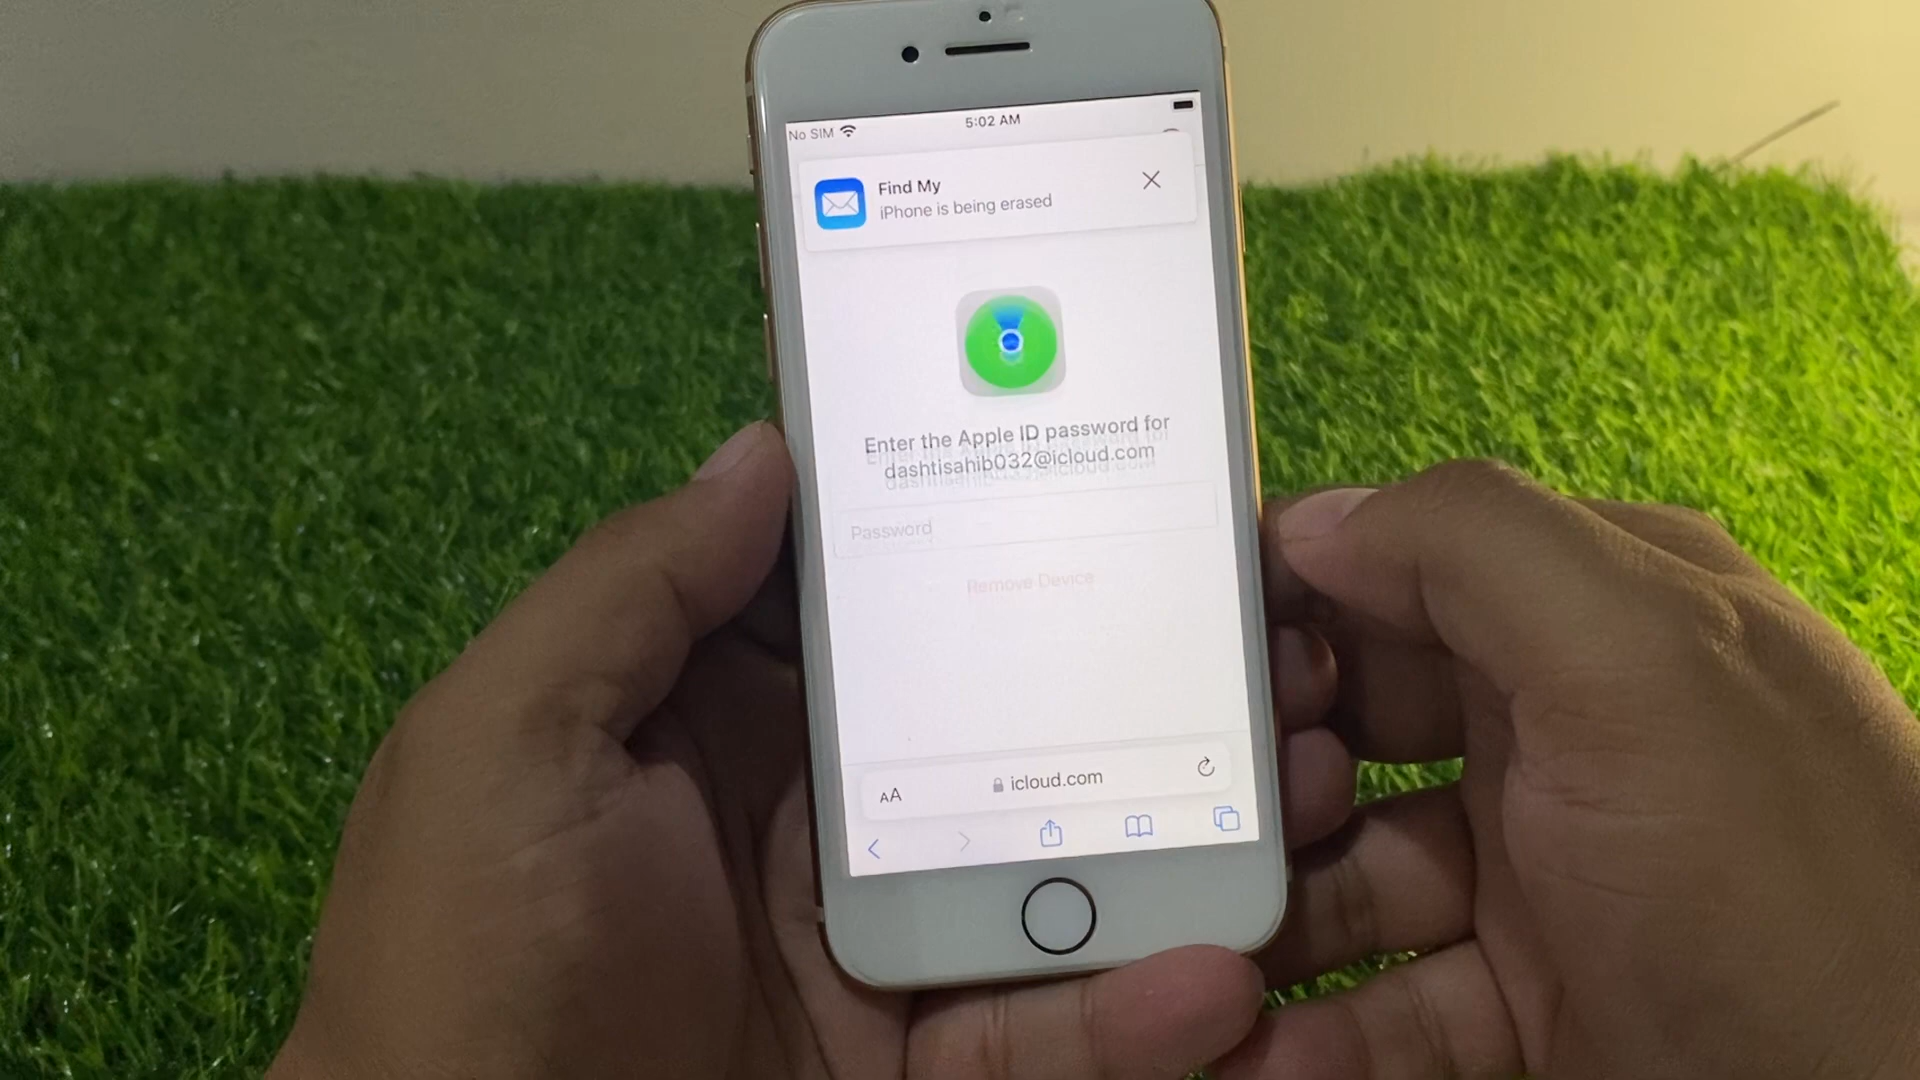 No SIM
5:02 AM
Find My
iPhone is being erased
Enter the Apple ID password for
dashtisahib032@icloud.com
Password
Remove Device
AA
icloud.com